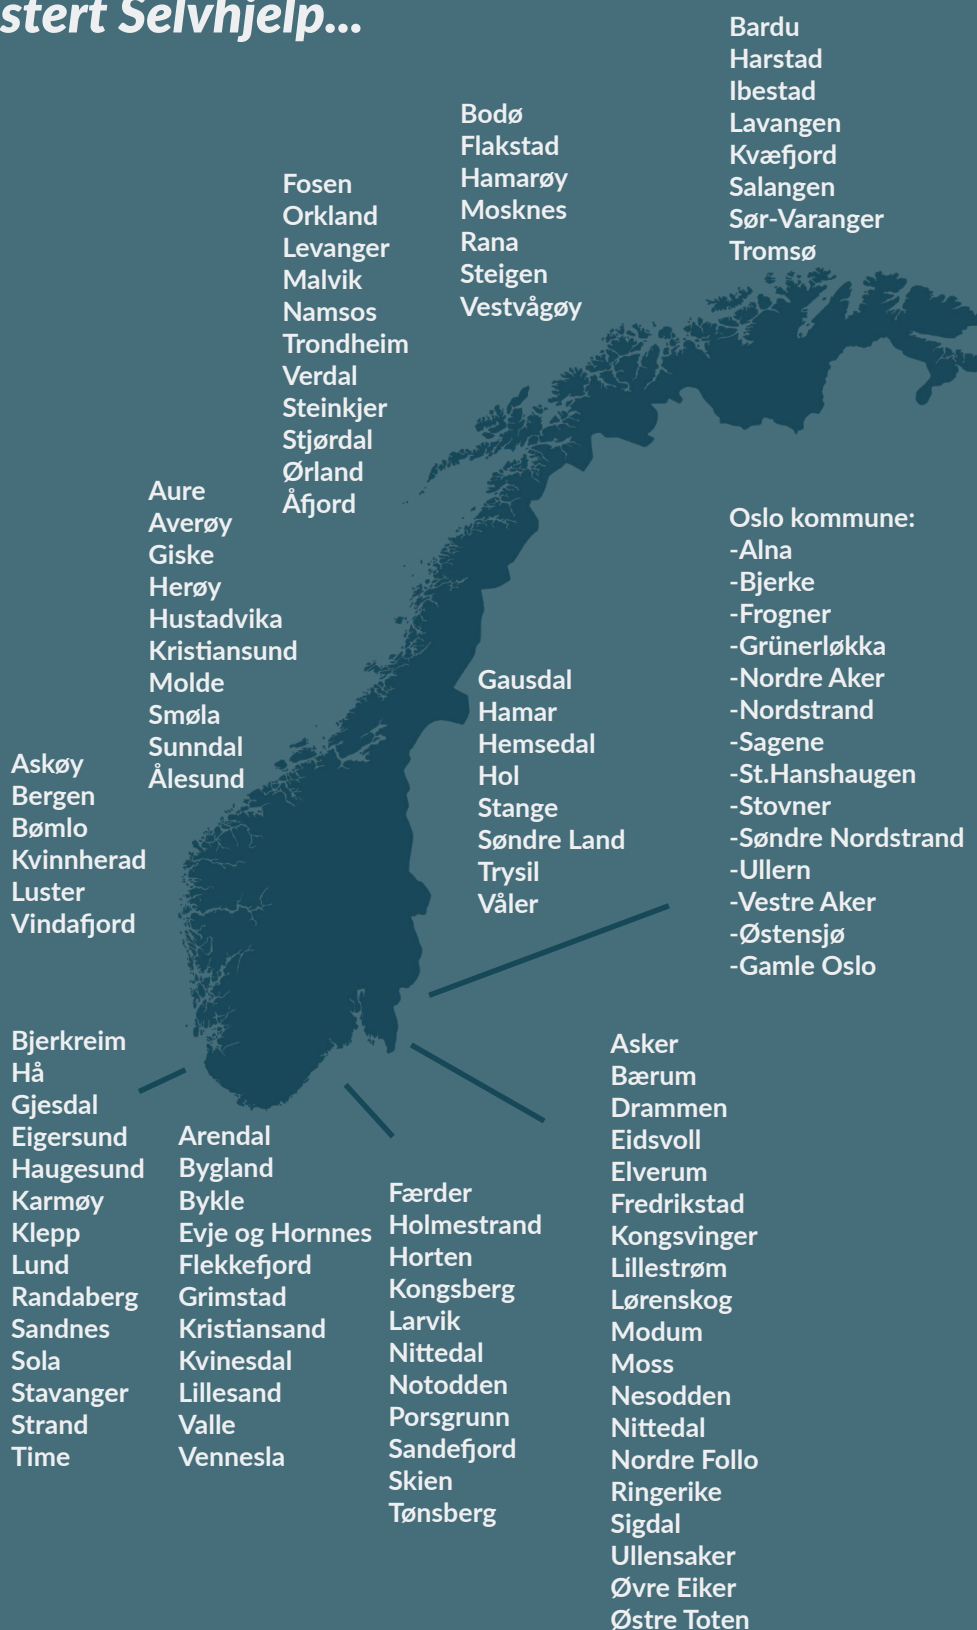 stert Selvhjelp...
Bardu
Harstad
Ibestad
Lavangen
Kvæfjord
Salangen
Sør-Varanger
Tromsø
Bodø
Flakstad
Hamarøy
Mosknes
Rana
Steigen
Vestvågøy
Fosen
Orkland
Levanger
Malvik
Namsos
Trondheim
Verdal
Steinkjer
Stjørdal
Ørland
Åfjord
Aure
Averøy
Giske
Herøy
Hustadvika
Kristiansund
Molde
Smøla
Sunndal
Ålesund
Oslo kommune:
-Alna
-Bjerke
-Frogner
-Grünerløkka
-Nordre Aker
-Nordstrand
-Sagene
-St.Hanshaugen
-Stovner
-Søndre Nordstrand
-Ullern
-Vestre Aker
-Østensjø
-Gamle Oslo
Gausdal
Hamar
Hemsedal
Hol
Stange
Søndre Land
Trysil
Våler
Askøy
Bergen
Bømlo
Kvinnherad
Luster
Vindafjord
Bjerkreim
Hå
Gjesdal
Eigersund
Haugesund
Karmøy
Klepp
Lund
Randaberg
Sandnes
Sola
Stavanger
Strand
Time
Arendal
Bygland
Bykle
Evje og Hornnes
Flekkefjord
Grimstad
Kristiansand
Kvinesdal
Lillesand
Valle
Vennesla
Færder
Holmestrand
Horten
Kongsberg
Larvik
Nittedal
Notodden
Porsgrunn
Sandefjord
Skien
Tønsberg
Asker
Bærum
Drammen
Eidsvoll
Elverum
Fredrikstad
Kongsvinger
Lillestrøm
Lørenskog
Modum
Moss
Nesodden
Nittedal
Nordre Follo
Ringerike
Sigdal
Ullensaker
Øvre Eiker
Østre Toten